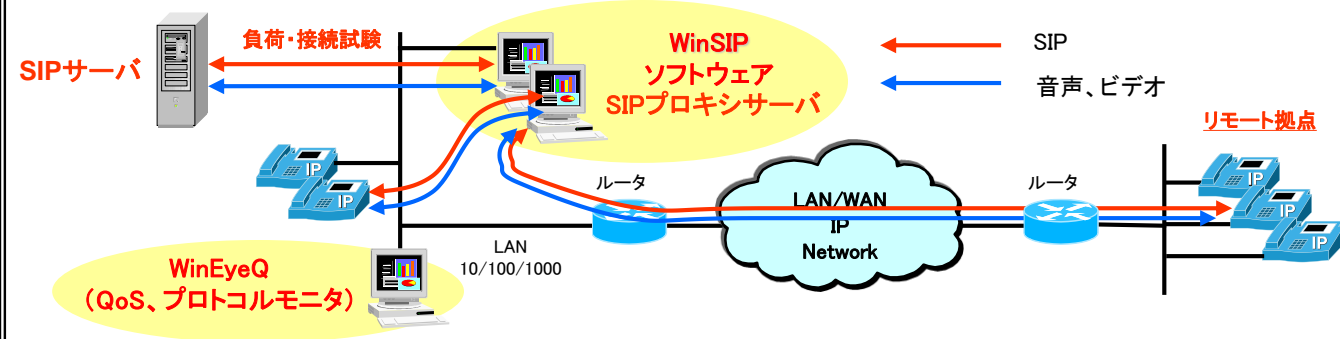 負荷・接続試験
SIPサーバ
WinSIP
ソフトウェア
SIPプロキシサーバ
SIP
音声、ビデオ
リモート拠点
IP
IP
ルータ
LAN/WAN
IP
Network
ルータ
IP
IP
IP
LAN
10/100/1000
WinEyeQ
（QoS、プロトコルモニタ）